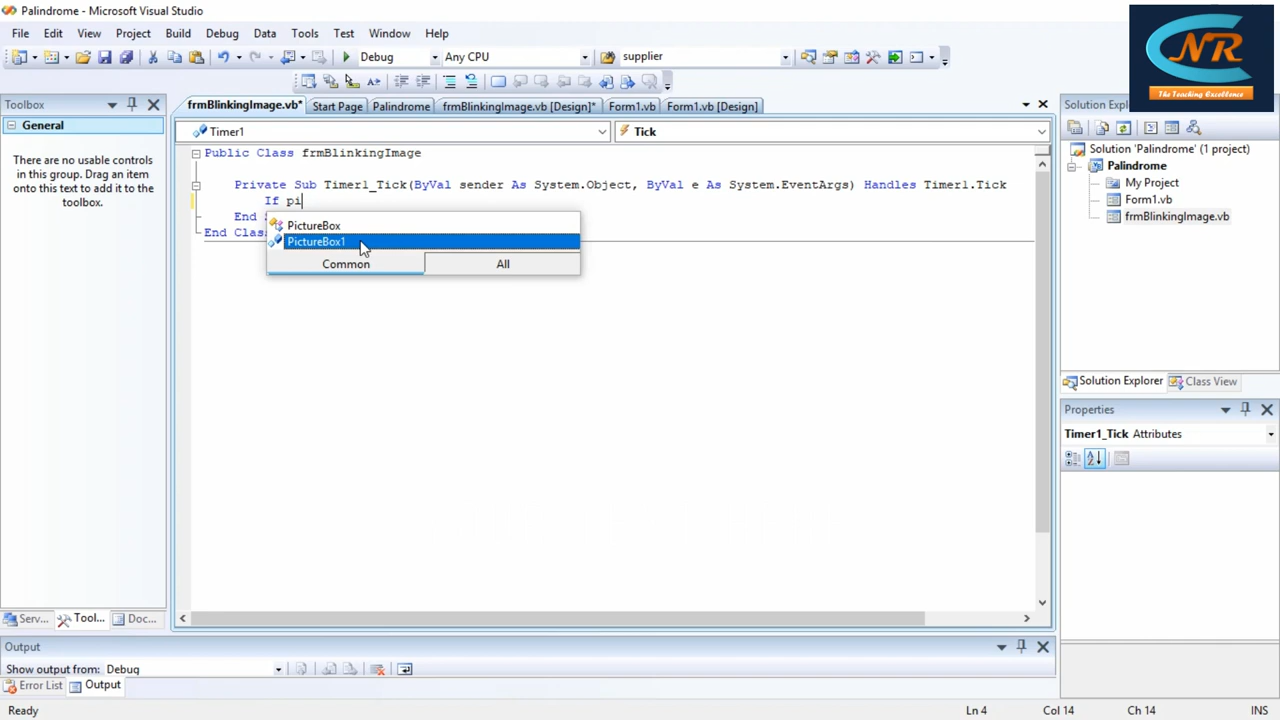 Palindrome - Microsoft Visual Studio
File Edit View Project Build Debug Data Tools Test Window Help
Debug Any CPU supplier
NR
The Teaching Excellence
Toolbox
General
There are no usable controls
in this group. Drag an item
onto this text to add it to the
toolbox.
Serv... Tool... Doc...
frmBlinkingImage.vb* Start Page Palindrome frmBlinkingImage.vb [Design]* Form1.vb Form1.vb [Design]
Timer1 Tick
Public Class frmBlinkingImage
Private Sub Timer1_Tick(ByVal sender As System.Object, ByVal e As System.EventArgs) Handles Timer1.Tick
If pi
End
End Clas
PictureBox
PictureBox1
Common All
Solution Explorer
Solution 'Palindrome' (1 project)
Palindrome
My Project
Form1.vb
frmBlinkingImage.vb
Solution Explorer Class View
Properties
Timer1_Tick Attributes
Output
Show output from: Debug
Error List Output
Ready Ln 4 Col 14 Ch 14 INS